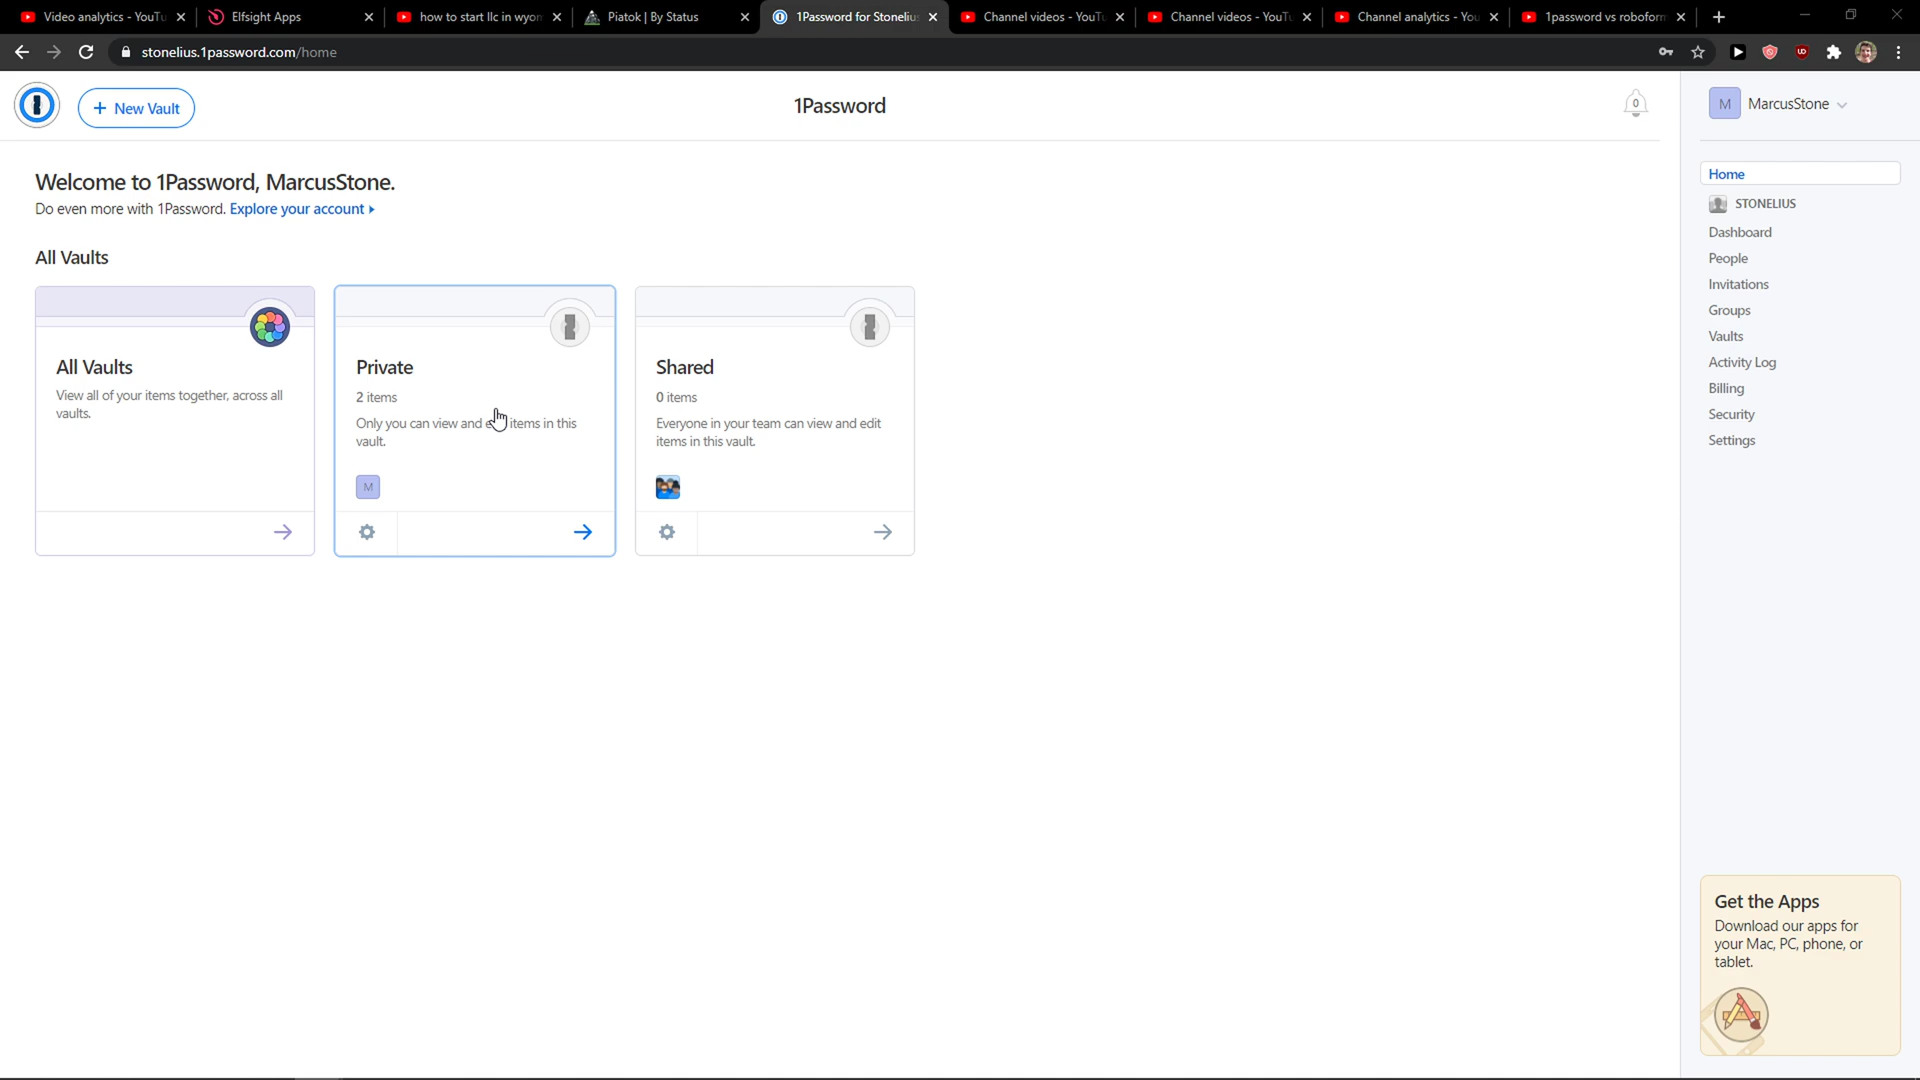 Video analytics - YouTu
Elfsight Apps
how to start llc in wyom
Piatok | By Status
1Password for Stonelius
Channel videos - YouTu
Channel videos - YouTu
Channel analytics - You
1password vs roboform
stonelius.1password.com/home
UD
New Vault
1Password
0
M
MarcusStone
Welcome to 1Password, MarcusStone.
Do even more with 1Password. Explore your account
All Vaults
All Vaults
View all of your items together, across all
vaults.
Private
2 items
Only you can view and items in this
vault.
M
Shared
0 items
Everyone in your team can view and edit
items in this vault.
Home
STONELIUS
Dashboard
People
Invitations
Groups
Vaults
Activity Log
Billing
Security
Settings
Get the Apps
Download our apps for
your Mac, PC, phone, or
tablet.